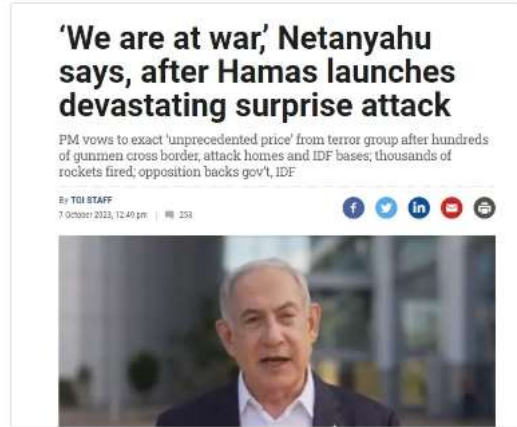 ‘We are at war,’ Netanyahu
says, after Hamas launches
devastating surprise attack
PM vows to exact ‘unprecedented price’ from terror group after hundreds
of gunmen cross border, attack homes and IDF bases; thousands of
rockets fired; opposition backs gov’t, IDF
By TOI STAFF
7 October 2023, 12:49 pm | 253
f in